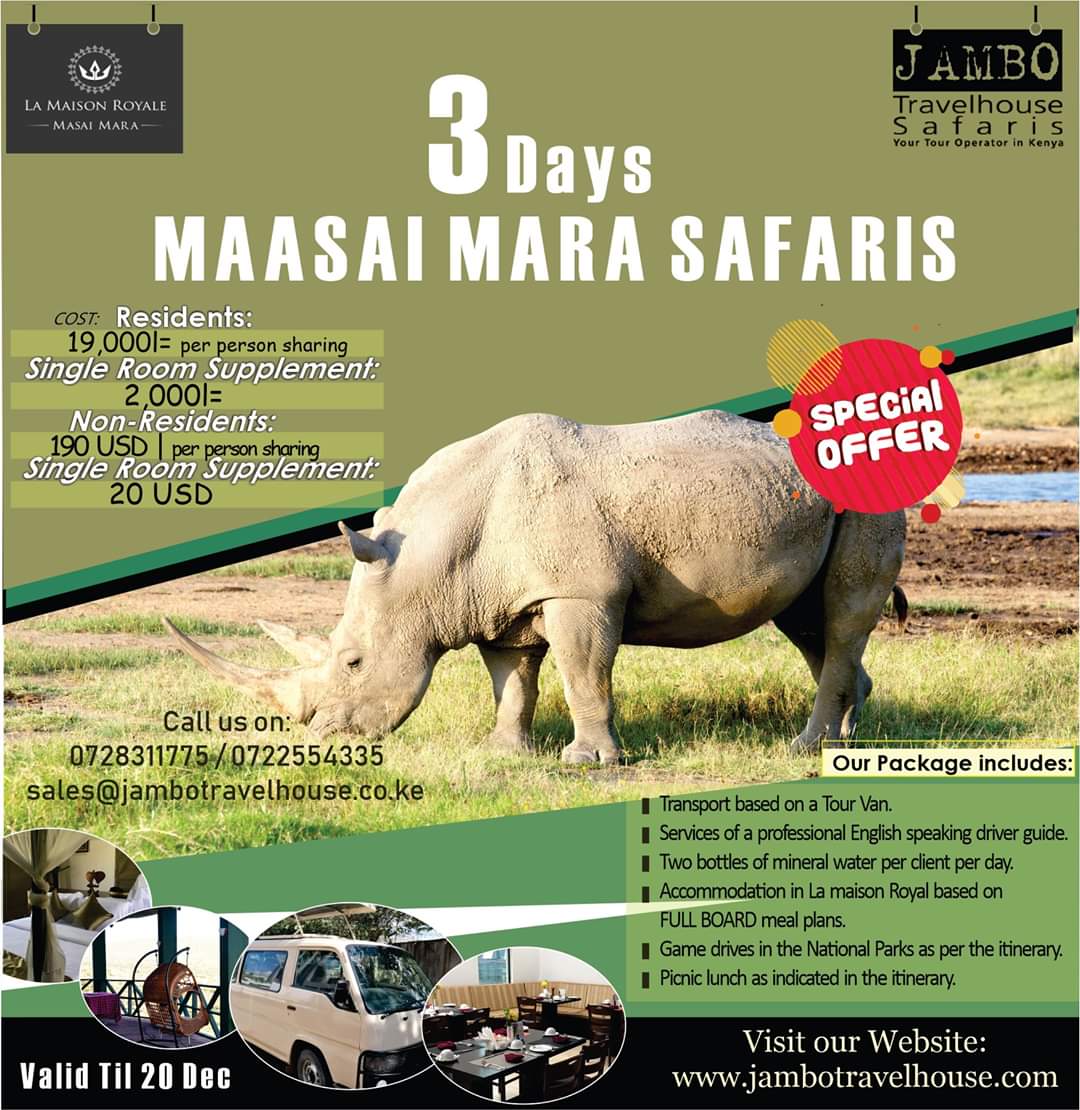 LA MAISON ROYALE
MASAI MARA
JAMBO
Travelhouse
Safaris
Your Tour Operator in Kenya
3 Days
MAASAI MARA SAFARIS
COST: Residents:
19,000|= per person sharing
Single Room Supplement:
2,000|=
Non-Residents:
190 USD | per person sharing
Single Room Supplement:
20 USD
SPECiaL
OFFER
Call us on:
0728311775 / 0722554335
sales@jambotravelhouse.co.ke
Our Package includes:
Transport based on a Tour Van.
Services of a professional English speaking driver guide.
Two bottles of mineral water per client per day.
Accommodation in La maison Royal based on
FULL BOARD meal plans.
Game drives in the National Parks as per the itinerary.
Picnic lunch as indicated in the itinerary.
Valid Til 20 Dec
Visit our Website:
www.jambotravelhouse.com